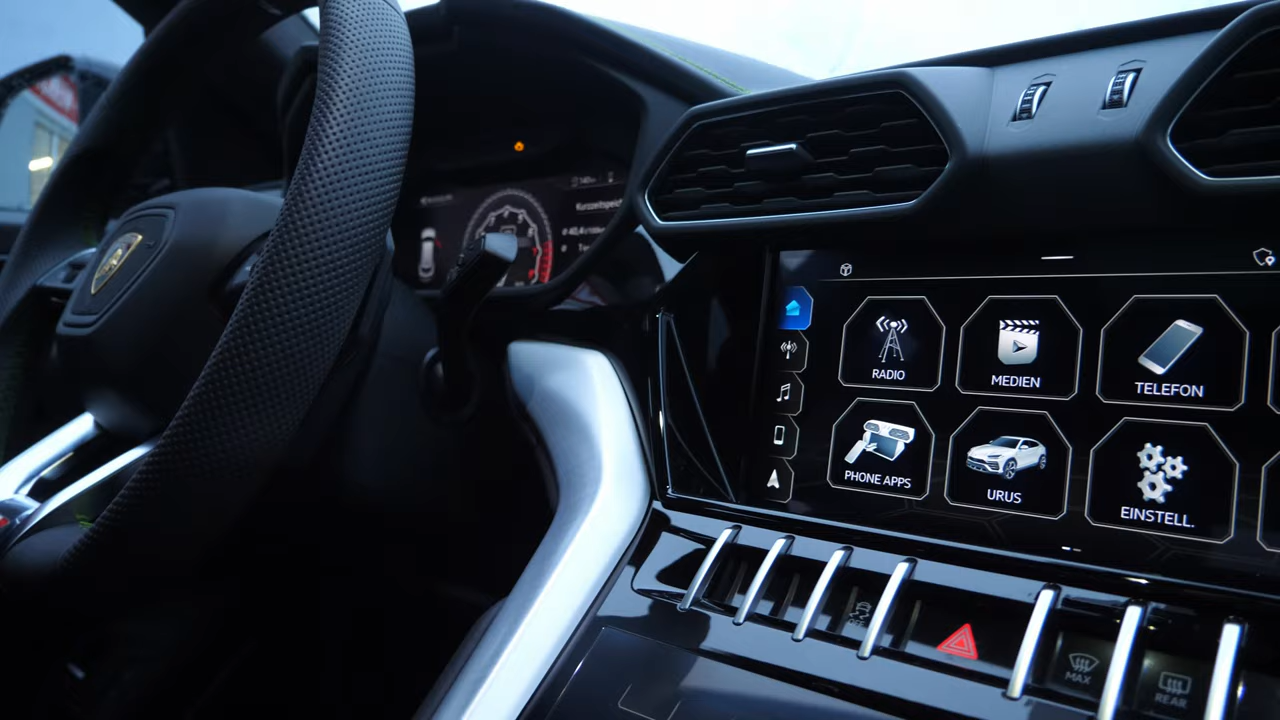 RADIO
MEDIEN
TELEFON
PHONE APPS
URUS
EINSTELL.
MAX
REAR